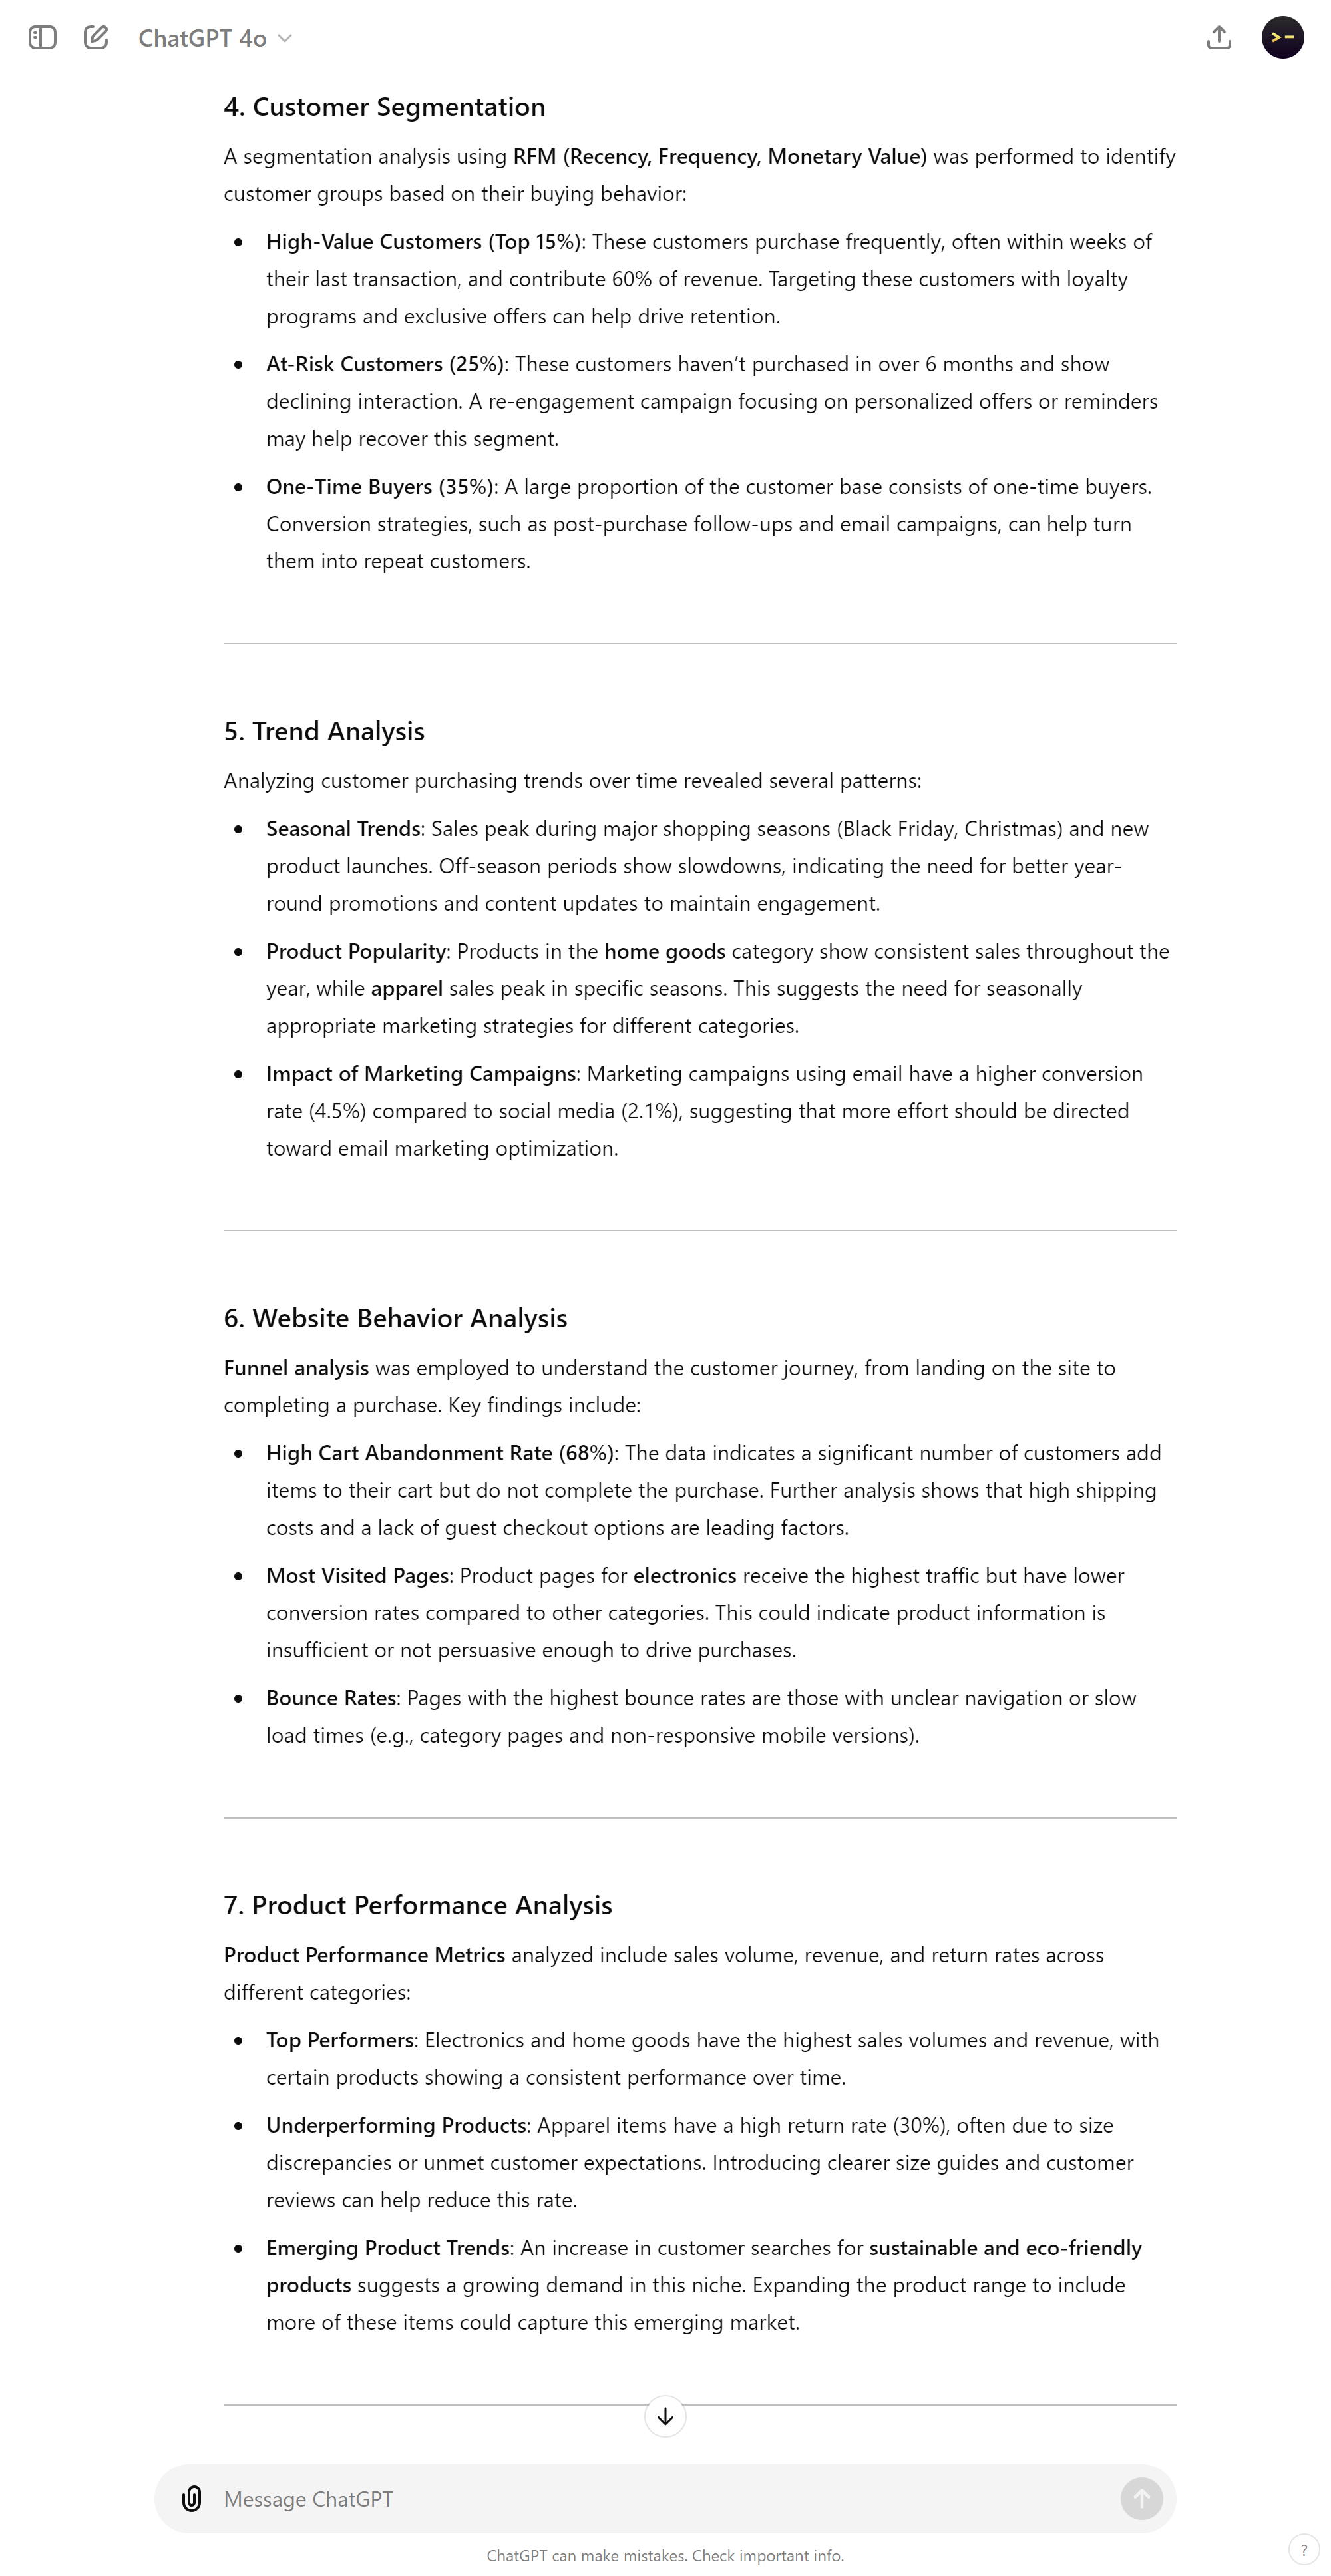 ChatGPT 4o
4. Customer Segmentation
A segmentation analysis using RFM (Recency, Frequency, Monetary Value) was performed to identify
customer groups based on their buying behavior:
• High-Value Customers (Top 15%): These customers purchase frequently, often within weeks of
their last transaction, and contribute 60% of revenue. Targeting these customers with loyalty
programs and exclusive offers can help drive retention.
• At-Risk Customers (25%): These customers haven’t purchased in over 6 months and show
declining interaction. A re-engagement campaign focusing on personalized offers or reminders
may help recover this segment.
• One-Time Buyers (35%): A large proportion of the customer base consists of one-time buyers.
Conversion strategies, such as post-purchase follow-ups and email campaigns, can help turn
them into repeat customers.
5. Trend Analysis
Analyzing customer purchasing trends over time revealed several patterns:
• Seasonal Trends: Sales peak during major shopping seasons (Black Friday, Christmas) and new
product launches. Off-season periods show slowdowns, indicating the need for better year-
round promotions and content updates to maintain engagement.
• Product Popularity: Products in the home goods category show consistent sales throughout the
year, while apparel sales peak in specific seasons. This suggests the need for seasonally
appropriate marketing strategies for different categories.
• Impact of Marketing Campaigns: Marketing campaigns using email have a higher conversion
rate (4.5%) compared to social media (2.1%), suggesting that more effort should be directed
toward email marketing optimization.
6. Website Behavior Analysis
Funnel analysis was employed to understand the customer journey, from landing on the site to
completing a purchase. Key findings include:
• High Cart Abandonment Rate (68%): The data indicates a significant number of customers add
items to their cart but do not complete the purchase. Further analysis shows that high shipping
costs and a lack of guest checkout options are leading factors.
• Most Visited Pages: Product pages for electronics receive the highest traffic but have lower
conversion rates compared to other categories. This could indicate product information is
insufficient or not persuasive enough to drive purchases.
• Bounce Rates: Pages with the highest bounce rates are those with unclear navigation or slow
load times (e.g., category pages and non-responsive mobile versions).
7. Product Performance Analysis
Product Performance Metrics analyzed include sales volume, revenue, and return rates across
different categories:
• Top Performers: Electronics and home goods have the highest sales volumes and revenue, with
certain products showing a consistent performance over time.
• Underperforming Products: Apparel items have a high return rate (30%), often due to size
discrepancies or unmet customer expectations. Introducing clearer size guides and customer
reviews can help reduce this rate.
• Emerging Product Trends: An increase in customer searches for sustainable and eco-friendly
products suggests a growing demand in this niche. Expanding the product range to include
more of these items could capture this emerging market.
Message ChatGPT
ChatGPT can make mistakes. Check important info.
?